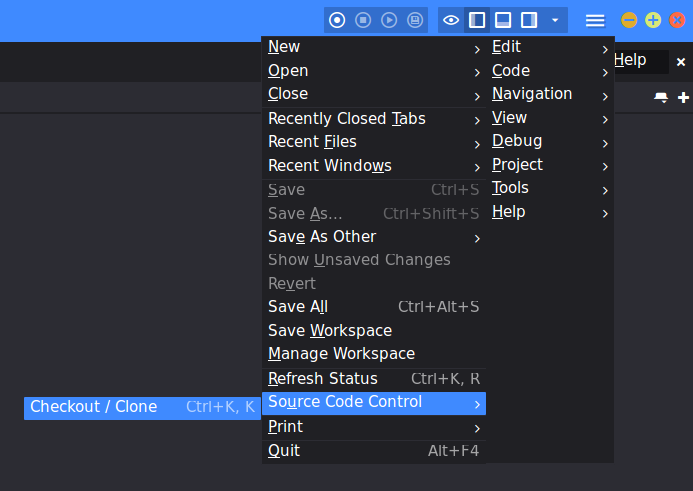 Help
New
Open
Close
Recently Closed Tabs
Recent Files
Recent Windows
Save Ctrl+S
Save As... Ctrl+Shift+S
Save As Other
Show Unsaved Changes
Revert
Save All Ctrl+Alt+S
Save Workspace
Manage Workspace
Refresh Status Ctrl+K, R
Source Code Control
Print
Quit Alt+F4
Edit
Code
Navigation
View
Debug
Project
Tools
Help
Checkout / Clone Ctrl+K, K